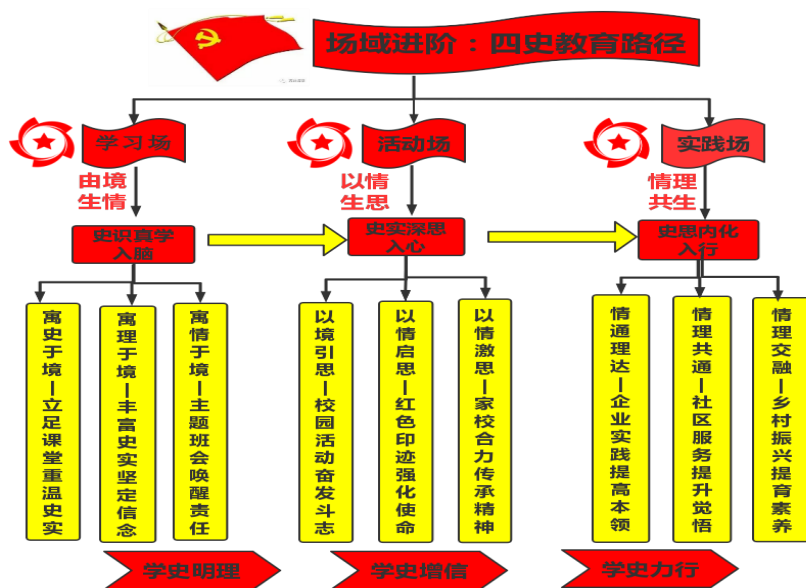 场域进阶：四史教育路径
学习场
活动场
实践场
由境
生情
以情
生思
情理
共生
史识真学
入脑
史实深思
入心
史思内化
入行
寓史于境—立足课堂重温史实
寓理于境—丰富史实坚定信念
寓情于境—主题班会唤醒责任
以境引思—校园活动奋发斗志
以情启思—红色印迹强化使命
以情激思—家校合力传承精神
情通理达—企业实践提高本领
情理共通—社区服务提升觉悟
情理交融—乡村振兴提育素养
学史明理
学史增信
学史力行